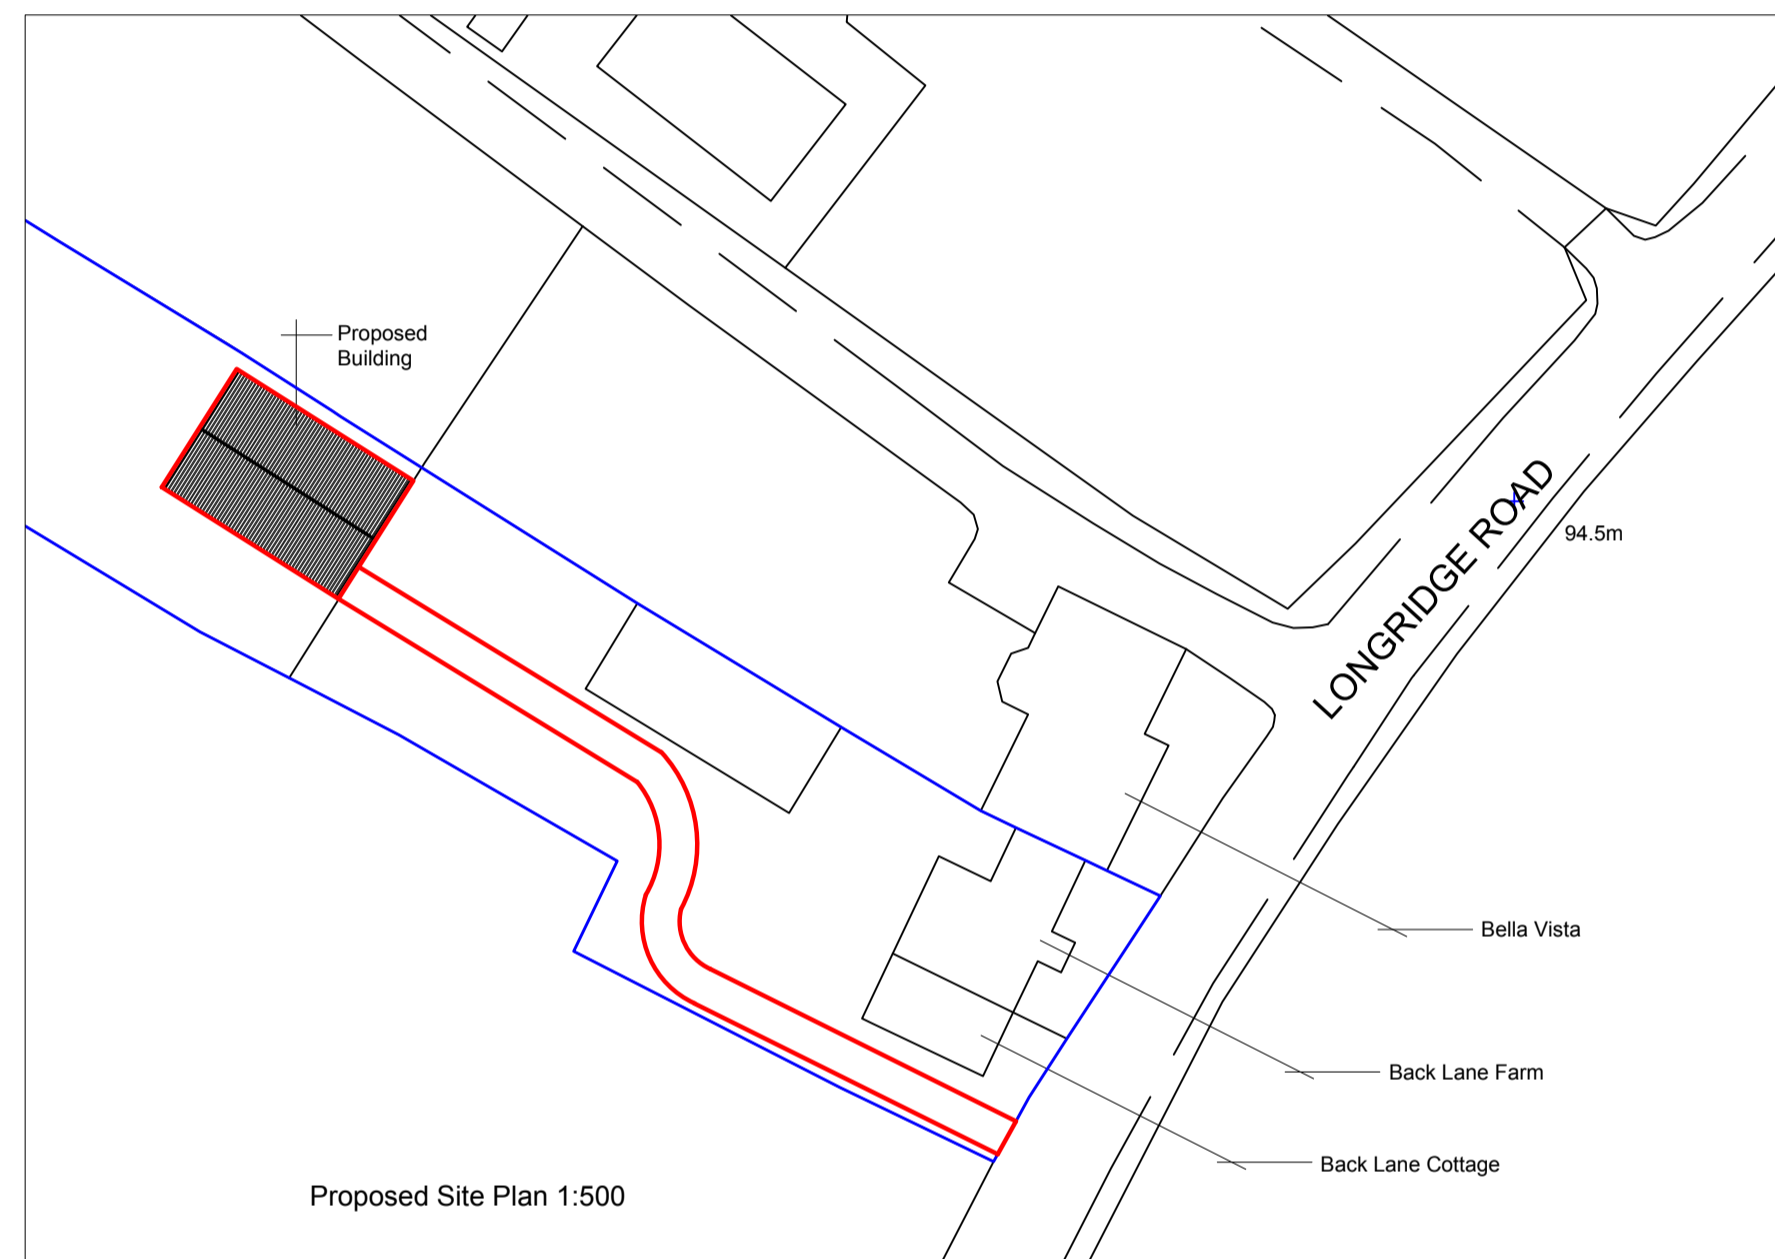 Proposed
Building
LONGRIDGE ROAD
94.5m
Bella Vista
Back Lane Farm
Back Lane Cottage
Proposed Site Plan 1:500